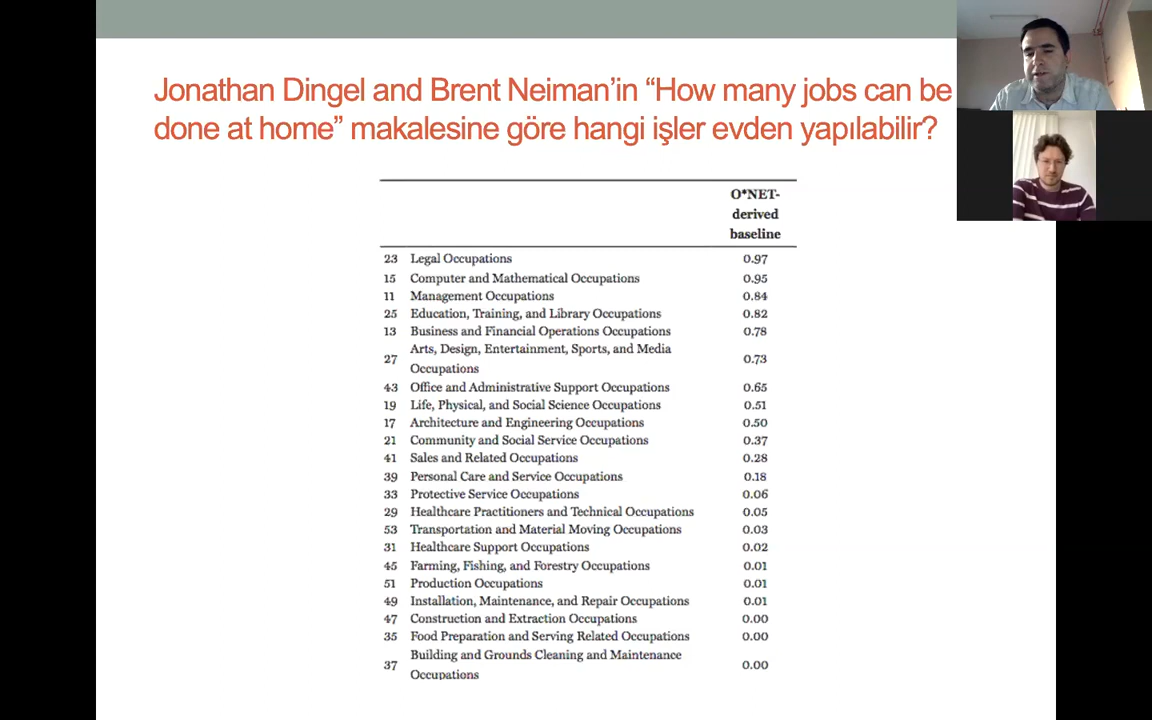 Jonathan Dingel and Brent Neiman’in “How many jobs can be
done at home” makalesine göre hangi işler evden yapılabilir?
O*NET-
derived
baseline
23 Legal Occupations 0.97
15 Computer and Mathematical Occupations 0.95
11 Management Occupations 0.84
25 Education, Training, and Library Occupations 0.82
13 Business and Financial Operations Occupations 0.78
27 Arts, Design, Entertainment, Sports, and Media
Occupations 0.73
43 Office and Administrative Support Occupations 0.65
19 Life, Physical, and Social Science Occupations 0.51
17 Architecture and Engineering Occupations 0.50
21 Community and Social Service Occupations 0.37
41 Sales and Related Occupations 0.28
39 Personal Care and Service Occupations 0.18
33 Protective Service Occupations 0.06
29 Healthcare Practitioners and Technical Occupations 0.05
53 Transportation and Material Moving Occupations 0.03
31 Healthcare Support Occupations 0.02
45 Farming, Fishing, and Forestry Occupations 0.01
51 Production Occupations 0.01
49 Installation, Maintenance, and Repair Occupations 0.01
47 Construction and Extraction Occupations 0.00
35 Food Preparation and Serving Related Occupations 0.00
37 Building and Grounds Cleaning and Maintenance
Occupations 0.00